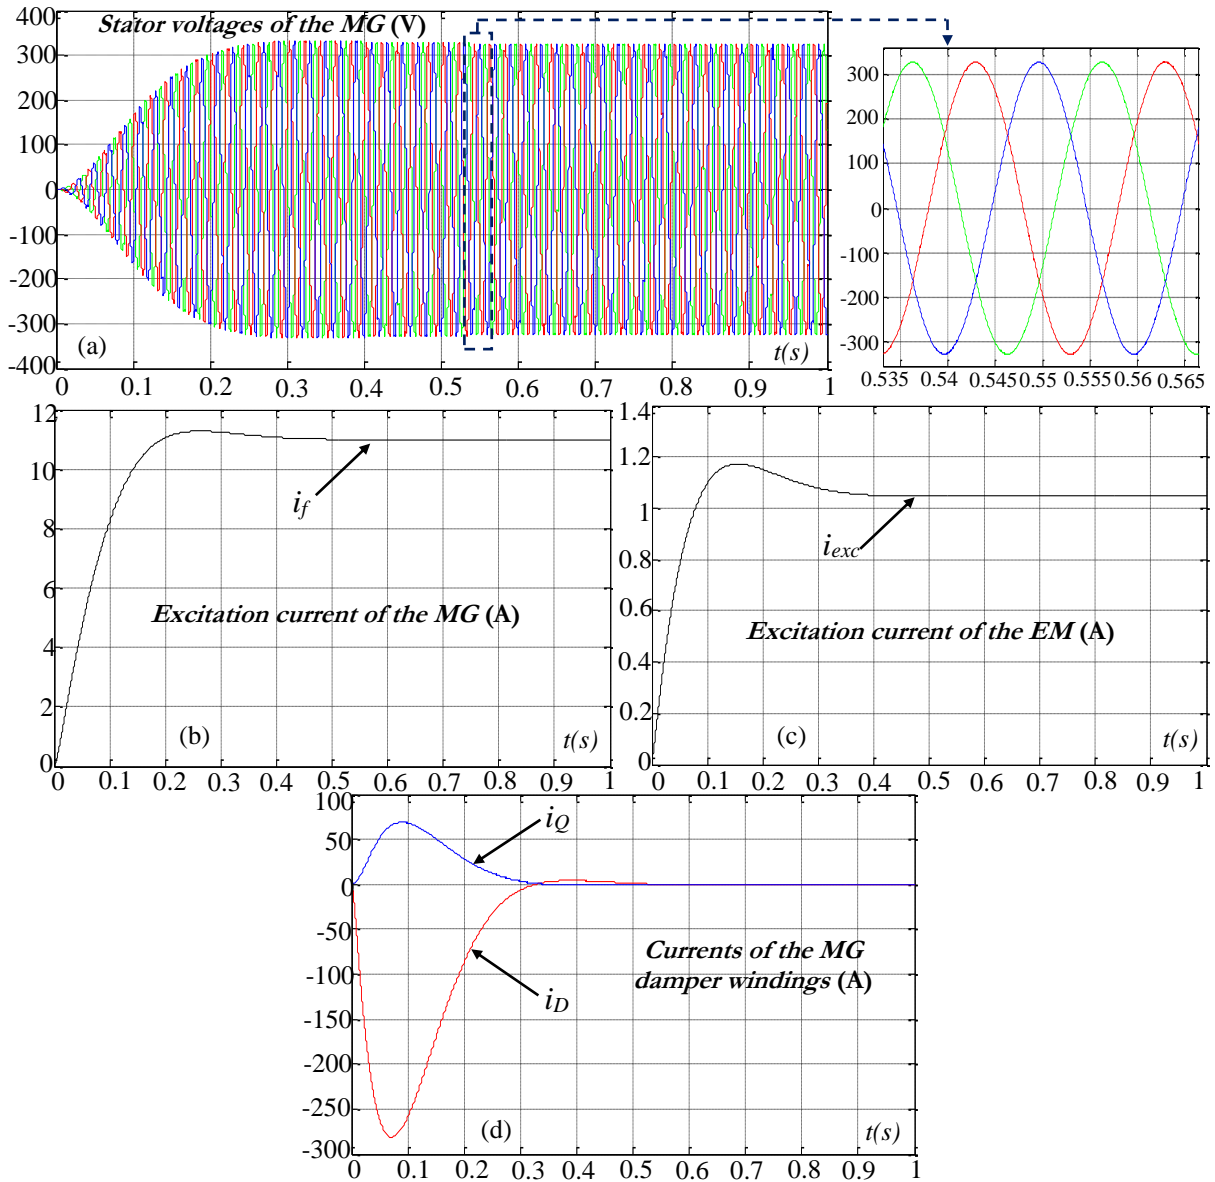 Stator voltages of the MG (V)
400
300
200
100
0
-100
-200
-300
-400
(a)
t(s)
0 0.1 0.2 0.3 0.4 0.5 0.6 0.7 0.8 0.9 1
300
200
100
0
-100
-200
-300
0.535 0.54 0.545 0.55 0.555 0.56 0.565
12
10
8
6
4
2
0
if
Excitation current of the MG (A)
(b)
t(s)
0 0.1 0.2 0.3 0.4 0.5 0.6 0.7 0.8 0.9 1
1.4
1.2
1
0.8
0.6
0.4
0.2
0
iexc
Excitation current of the EM (A)
(c)
t(s)
0 0.1 0.2 0.3 0.4 0.5 0.6 0.7 0.8 0.9 1
100
50
0
-50
-100
-150
-200
-250
-300
iQ
iD
Currents of the MG
damper windings (A)
(d)
t(s)
0 0.1 0.2 0.3 0.4 0.5 0.6 0.7 0.8 0.9 1